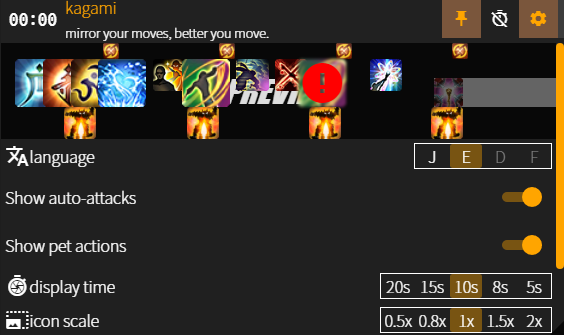 00:00
kagami
mirror your moves, better you move.
PREVI
language J E D F
Show auto-attacks
Show pet actions
display time 20s 15s 10s 8s 5s
icon scale 0.5x 0.8x 1x 1.5x 2x